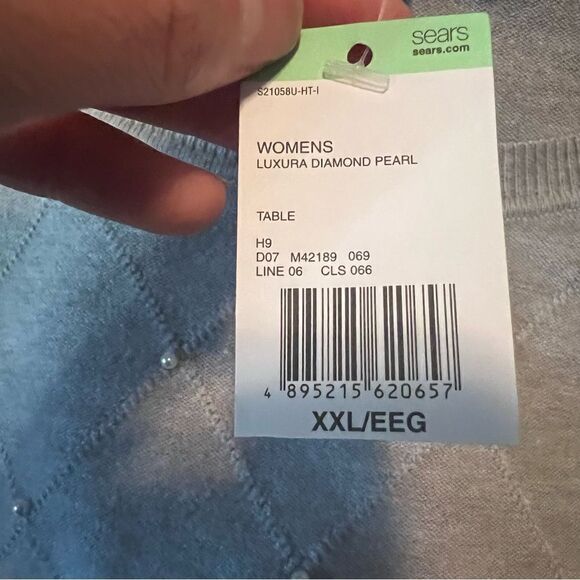 sears
sears.com
S21058U-HT-I
WOMENS
LUXURA DIAMOND PEARL
TABLE
H9
D07 M42189 069
LINE 06 CLS 066
4 895215 620657
XXL/EEG